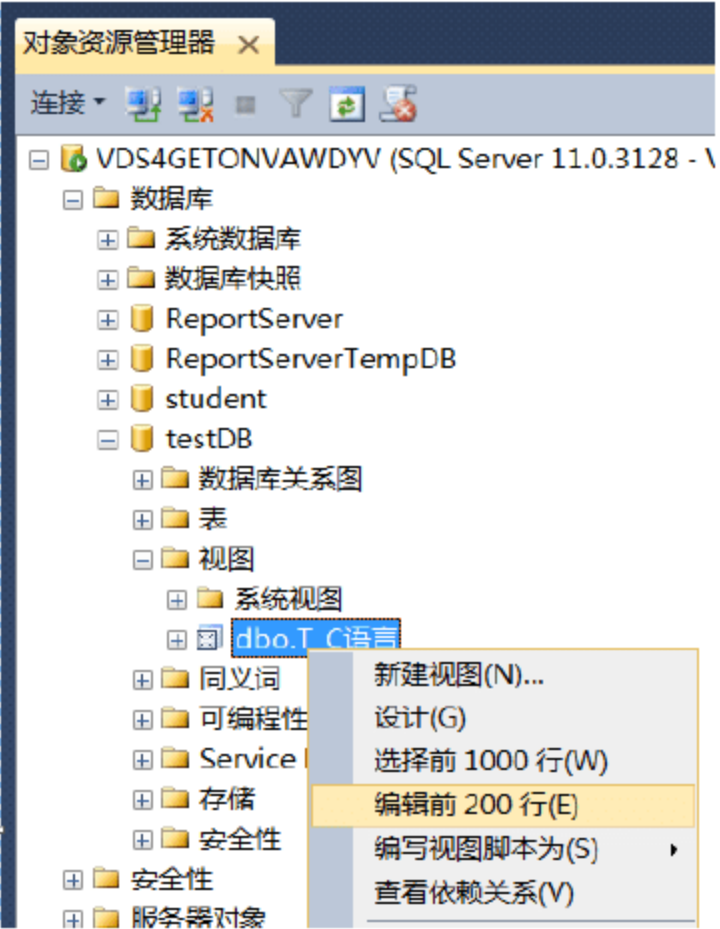 对象资源管理器
连接
VDS4GETONVAWDYV (SQL Server 11.0.3128 - V
数据库
系统数据库
数据库快照
ReportServer
ReportServerTempDB
student
testDB
数据库关系图
表
视图
系统视图
dbo.T_C语言
新建视图(N)...
同义词
设计(G)
可编程性
选择前 1000 行(W)
Service
编辑前 200 行(E)
存储
编写视图脚本为(S)
安全性
查看依赖关系(V)
安全性
服务器对象